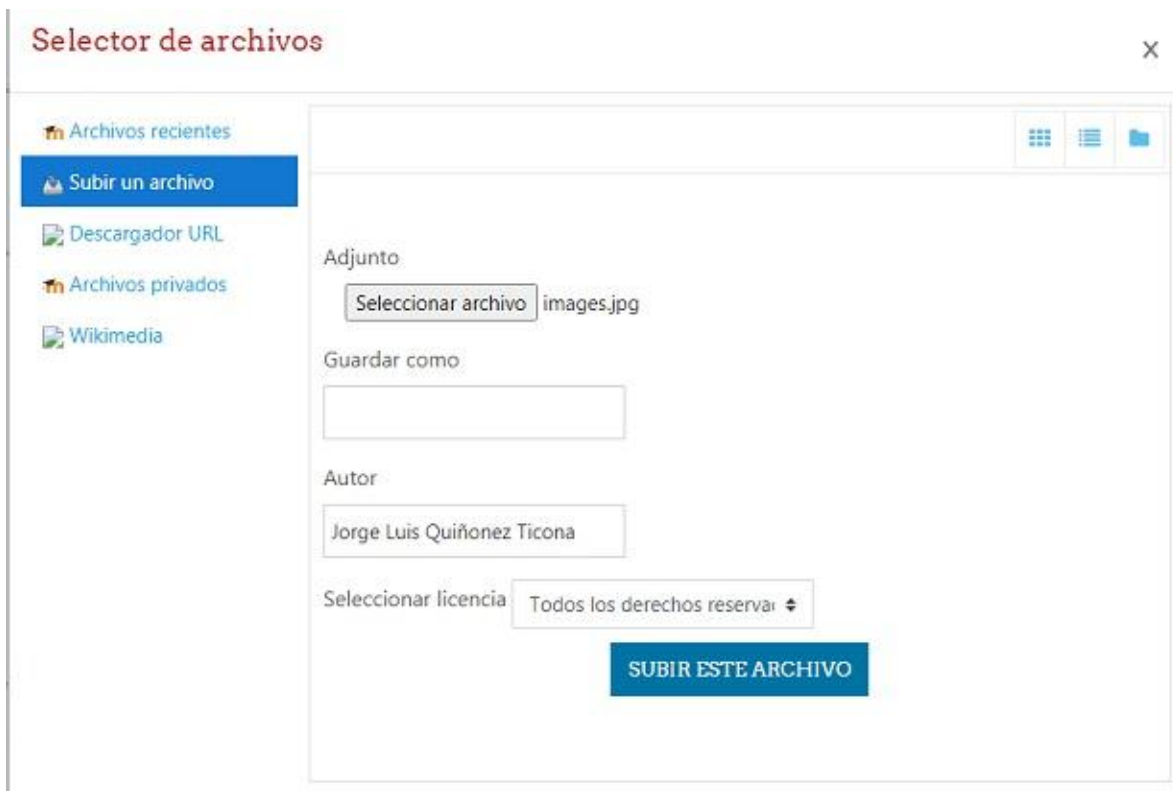 Selector de archivos
X
Archivos recientes
Subir un archivo
Descargador URL
Archivos privados
Wikimedia
Adjunto
Seleccionar archivo images.jpg
Guardar como
Autor
Jorge Luis Quiñonez Ticona
Seleccionar licencia Todos los derechos reserva
SUBIR ESTE ARCHIVO